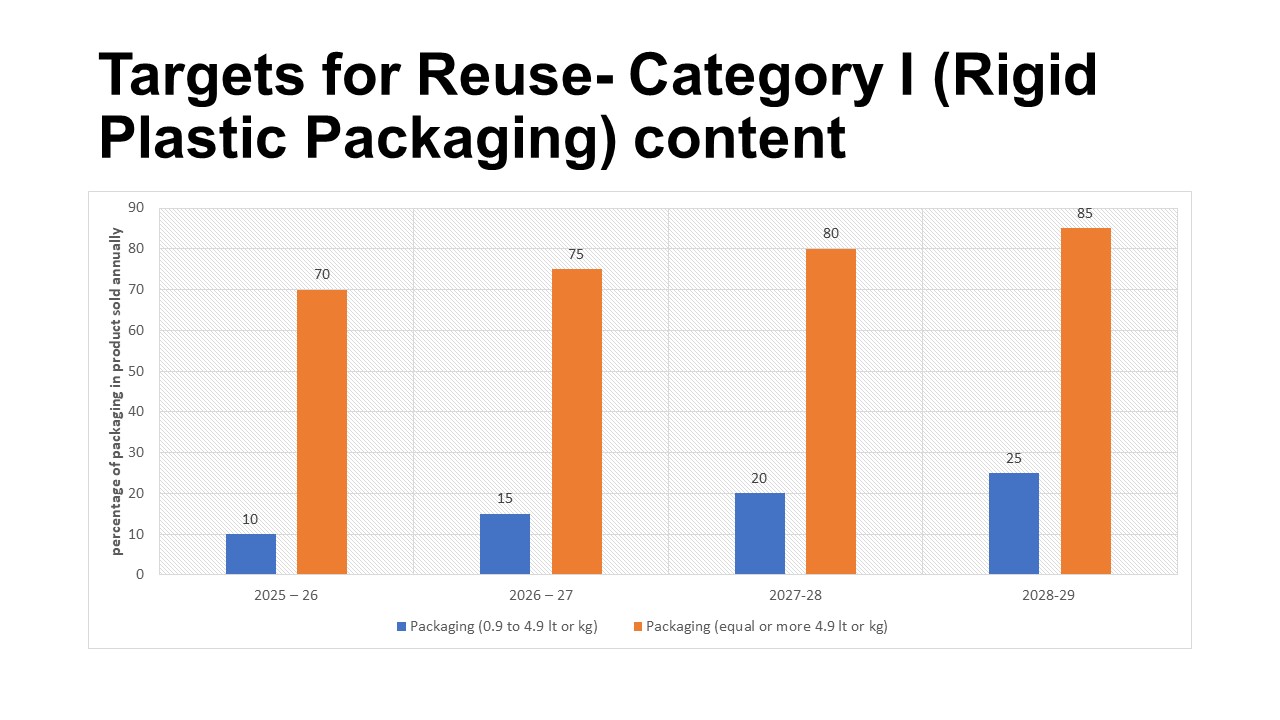 Targets for Reuse- Category I (Rigid
Plastic Packaging) content
percentage of packaging in product sold annually
90
80
70
60
50
40
30
20
10
0
10
70
15
75
20
80
25
85
2025 – 26
2026 – 27
2027-28
2028-29
Packaging (0.9 to 4.9 lt or kg)
Packaging (equal or more 4.9 lt or kg)